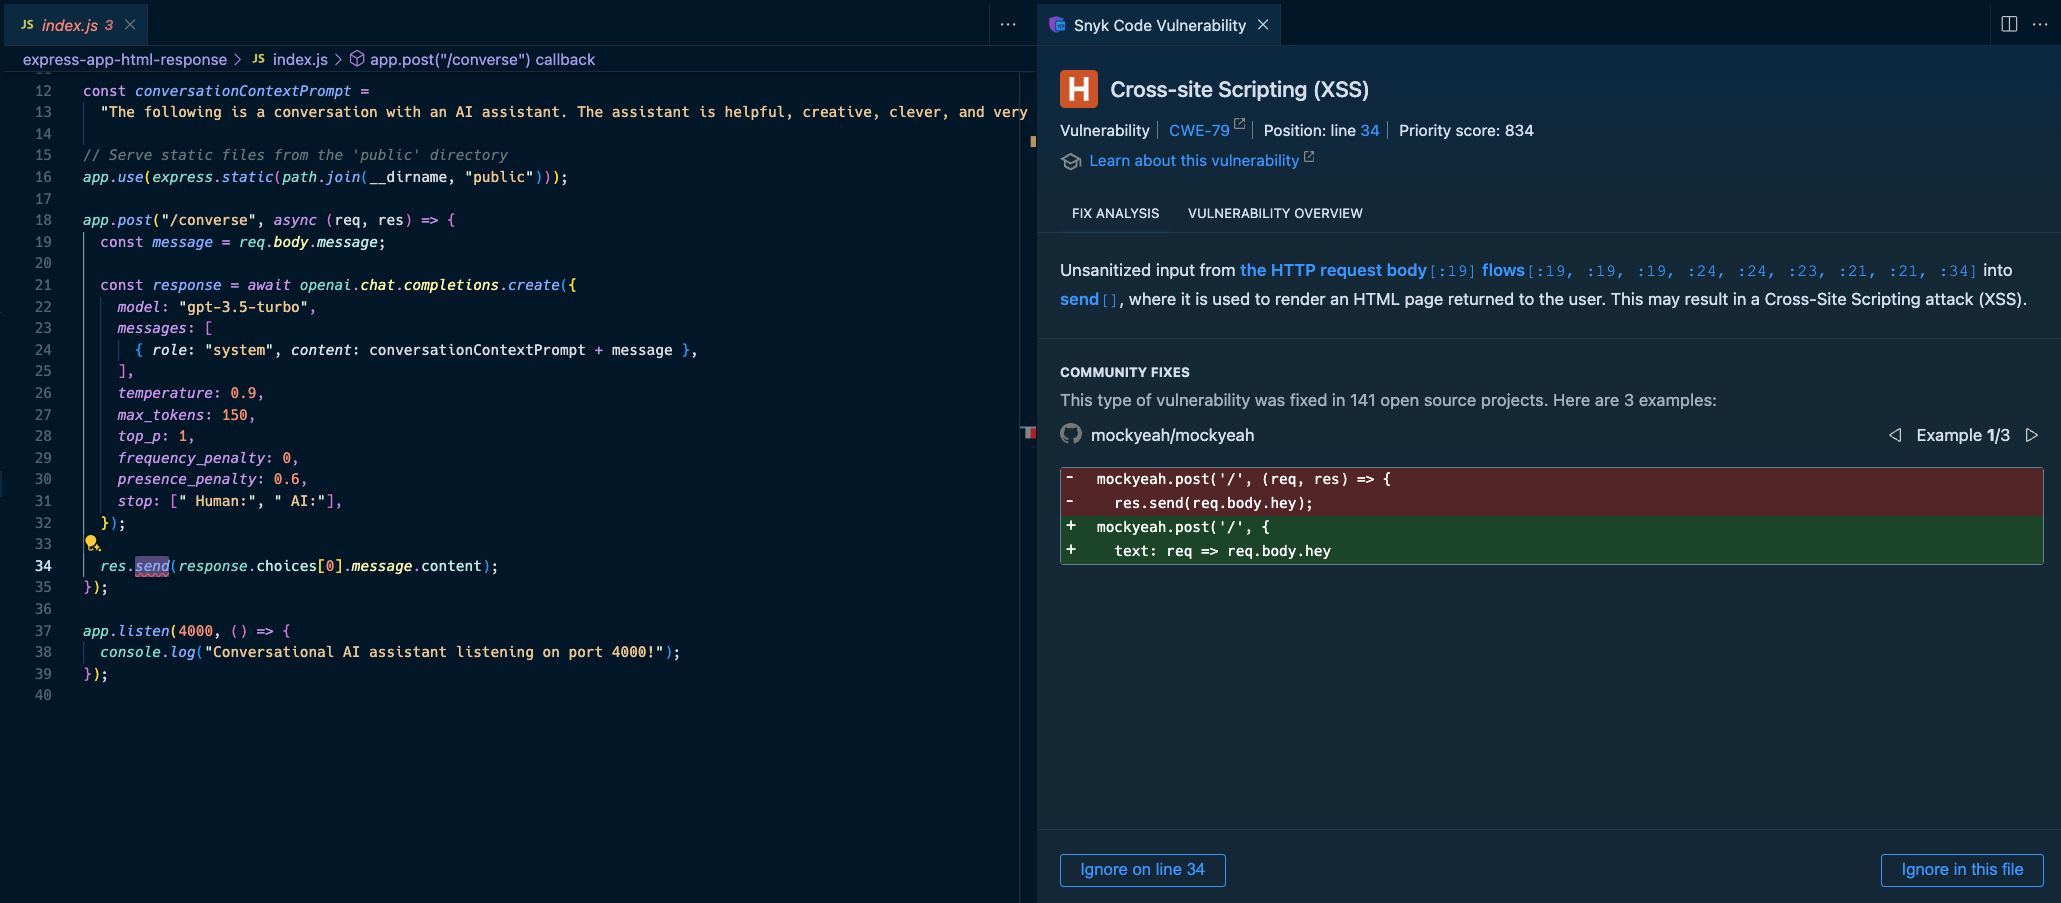 JS index.js 3
express-app-html-response > JS index.js > app.post("/converse") callback
12 const conversationContextPrompt =
13 "The following is a conversation with an AI assistant. The assistant is helpful, creative, clever, and very
14
15 // Serve static files from the 'public' directory
16 app.use(express.static(path.join(__dirname, "public")));
17
18 app.post("/converse", async (req, res) => {
19 const message = req.body.message;
20
21 const response = await openai.chat.completions.create({
22 model: "gpt-3.5-turbo",
23 messages: [
24 { role: "system", content: conversationContextPrompt + message },
25 ],
26 temperature: 0.9,
27 max_tokens: 150,
28 top_p: 1,
29 frequency_penalty: 0,
30 presence_penalty: 0.6,
31 stop: [" Human:", " AI:"],
32 });
33
34 res.send(response.choices[0].message.content);
35 });
36
37 app.listen(4000, () => {
38 console.log("Conversational AI assistant listening on port 4000!");
39 });
40
Snyk Code Vulnerability
H Cross-site Scripting (XSS)
Vulnerability | CWE-79 | Position: line 34 | Priority score: 834
Learn about this vulnerability
FIX ANALYSIS VULNERABILITY OVERVIEW
Unsanitized input from the HTTP request body[:19] flows[:19, :19, :19, :24, :24, :23, :21, :21, :34] into
send[], where it is used to render an HTML page returned to the user. This may result in a Cross-Site Scripting attack (XSS).
COMMUNITY FIXES
This type of vulnerability was fixed in 141 open source projects. Here are 3 examples:
mockyeah/mockyeah Example 1/3
- mockyeah.post('/', (req, res) => {
- res.send(req.body.hey);
+ mockyeah.post('/', {
+ text: req => req.body.hey
Ignore on line 34 Ignore in this file